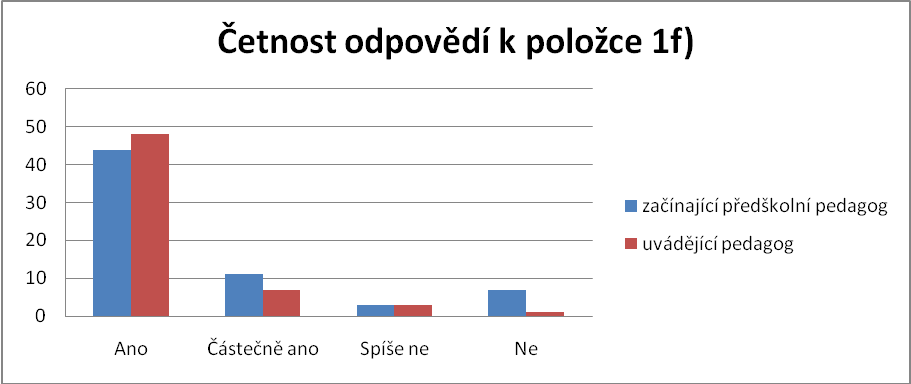 Četnost odpovědí k položce 1f)
60
50
40
30
20
10
0
Ano Částečně ano Spíše ne Ne
začínající předškolní pedagog
uvádějící pedagog